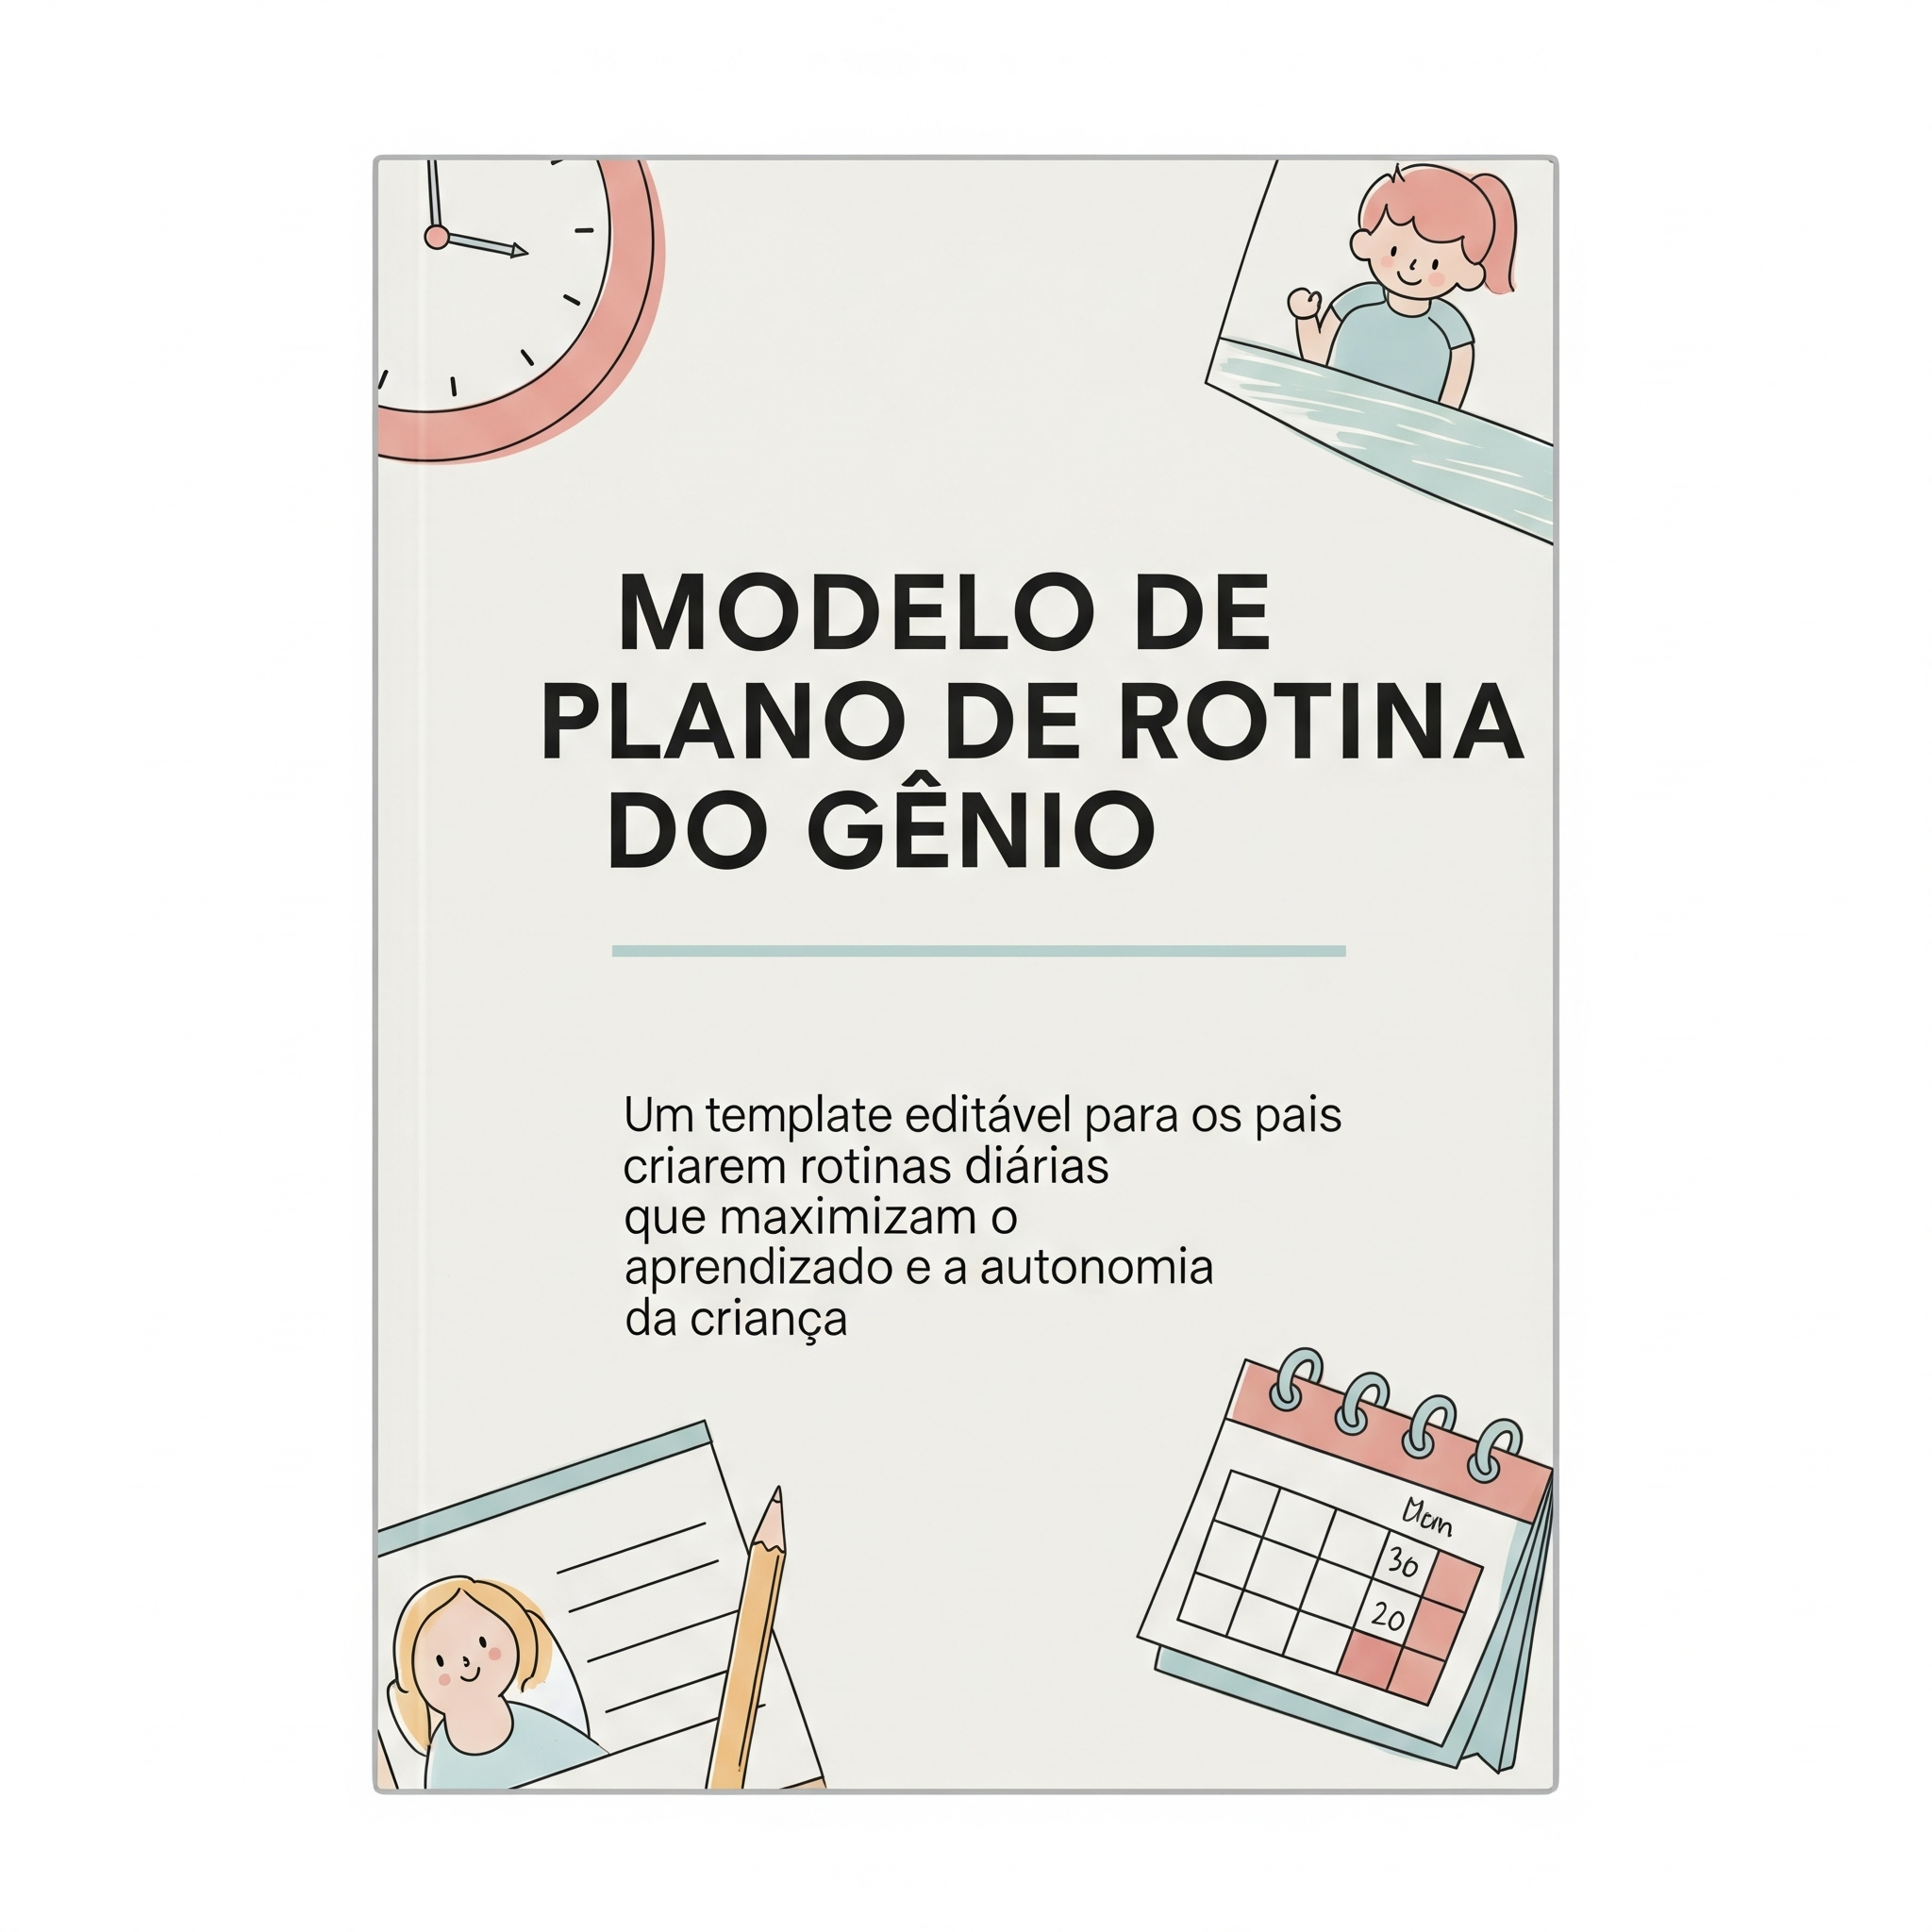 MODELO DE
PLANO DE ROTINA
DO GÊNIO
Um template editável para os pais
criarem rotinas diárias
que maximizam o
aprendizado e a autonomia
da criança
30
20